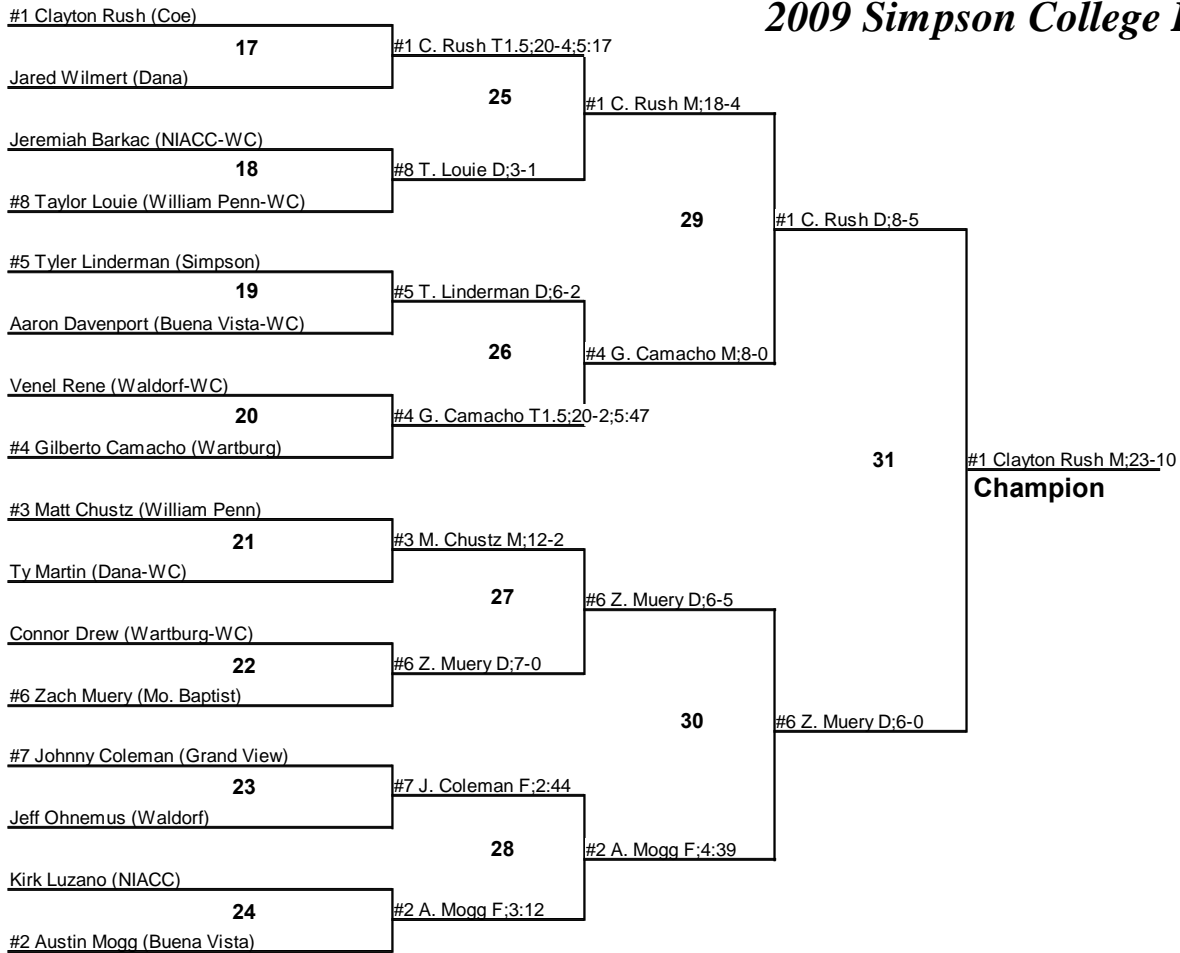 2009 Simpson College
#1 Clayton Rush (Coe)
17
#1 C. Rush T1.5;20-4;5:17
Jared Wilmert (Dana)
25
#1 C. Rush M;18-4
Jeremiah Barkac (NIACC-WC)
18
#8 T. Louie D;3-1
#8 Taylor Louie (William Penn-WC)
29
#1 C. Rush D;8-5
#5 Tyler Linderman (Simpson)
19
#5 T. Linderman D;6-2
Aaron Davenport (Buena Vista-WC)
26
#4 G. Camacho M;8-0
Venel Rene (Waldorf-WC)
20
#4 G. Camacho T1.5;20-2;5:47
#4 Gilberto Camacho (Wartburg)
31
#1 Clayton Rush M;23-10
Champion
#3 Matt Chustz (William Penn)
21
#3 M. Chustz M;12-2
Ty Martin (Dana-WC)
27
#6 Z. Muery D;6-5
Connor Drew (Wartburg-WC)
22
#6 Z. Muery D;7-0
#6 Zach Muery (Mo. Baptist)
30
#6 Z. Muery D;6-0
#7 Johnny Coleman (Grand View)
23
#7 J. Coleman F;2:44
Jeff Ohnemus (Waldorf)
28
#2 A. Mogg F;4:39
Kirk Luzano (NIACC)
24
#2 A. Mogg F;3:12
#2 Austin Mogg (Buena Vista)